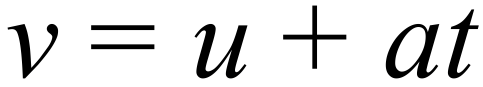 v = u + at